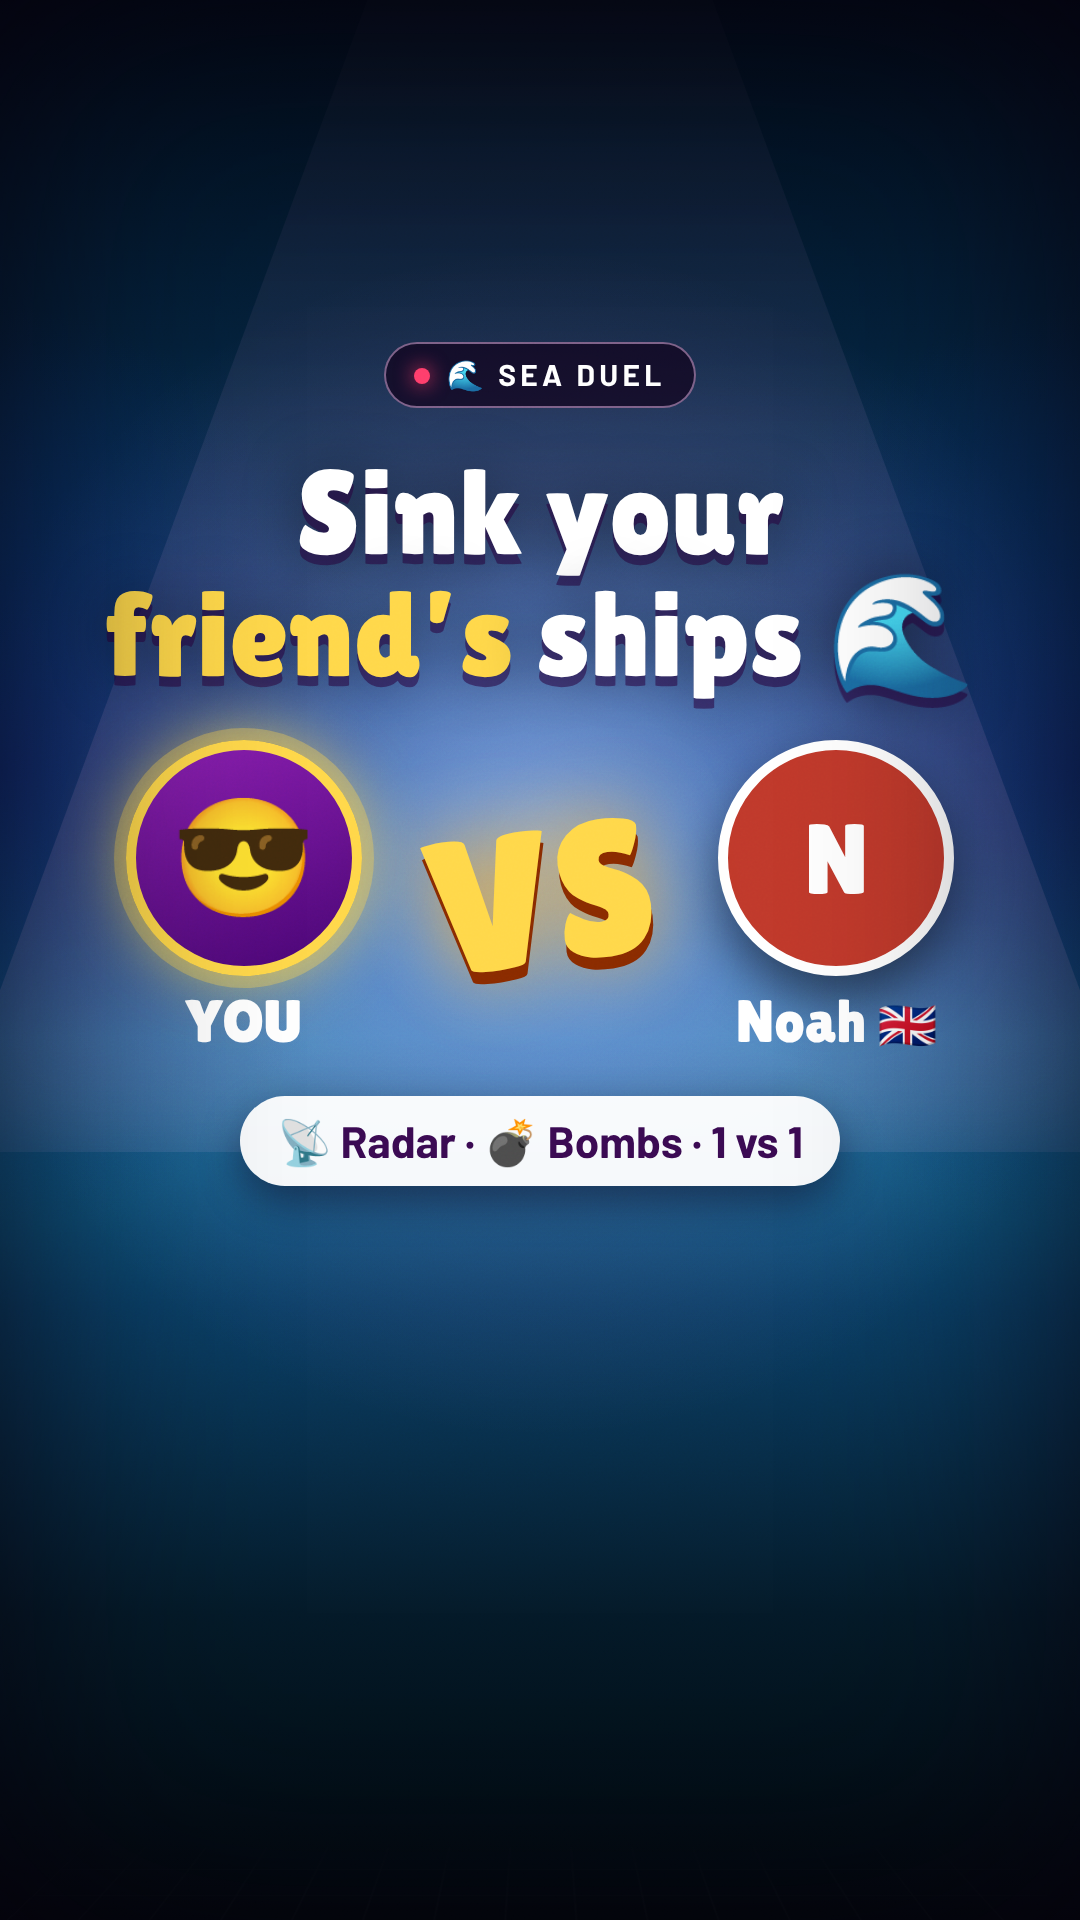 🌊 SEA DUEL
Sink your
friend's ships 🌊
VS
N
YOU
Noah 🇬🇧
📡 Radar · 💣 Bombs · 1 vs 1